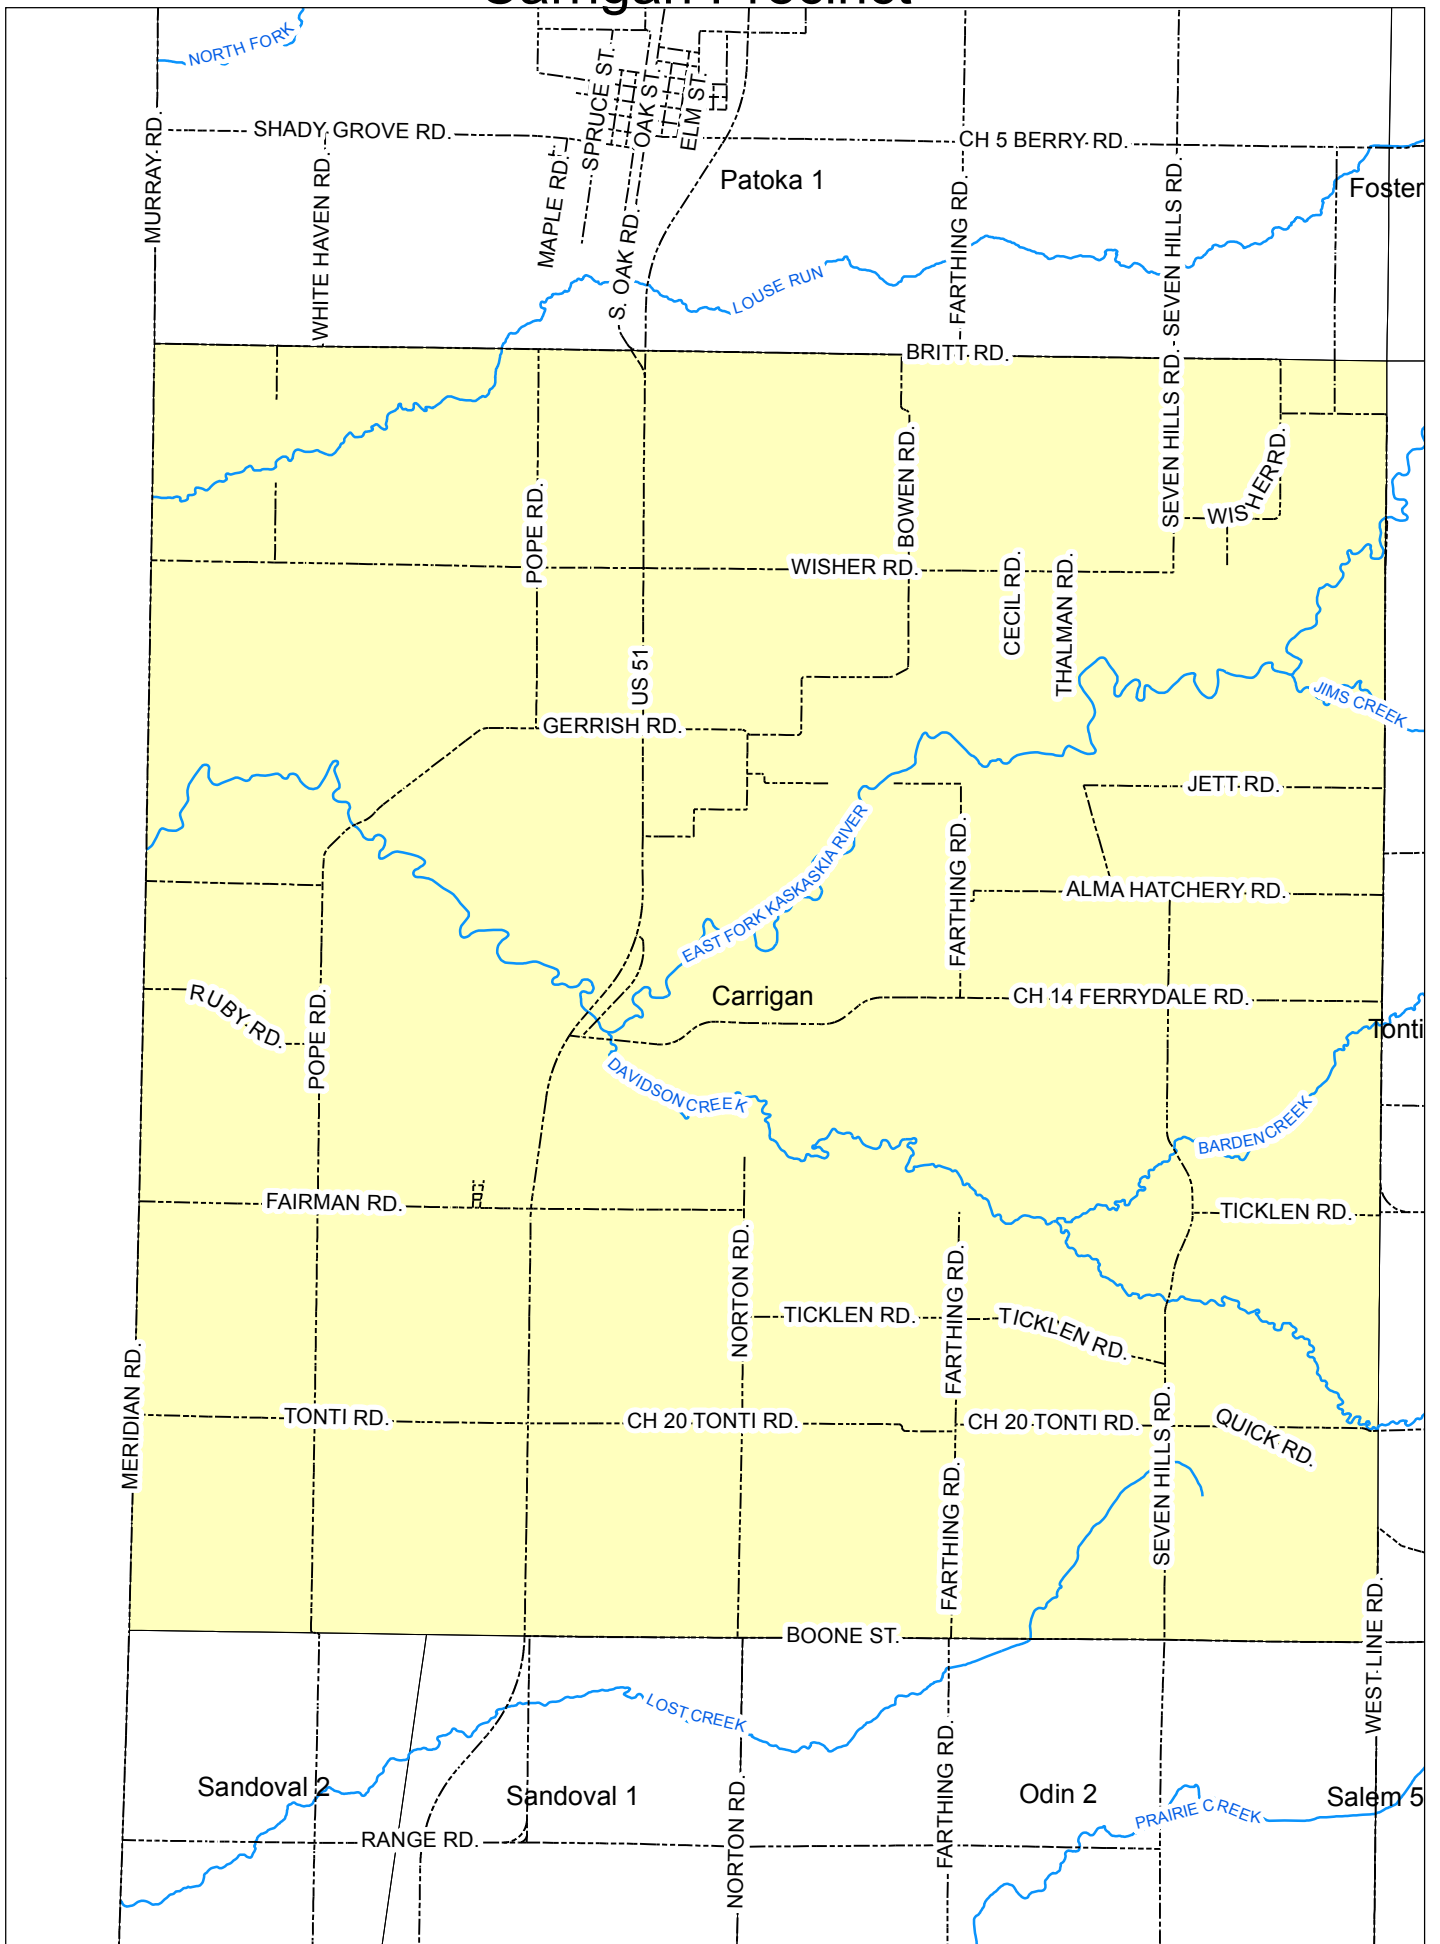 Carrigan Precinct
NORTH FORK
SPRUCE ST.
OAK ST.
ELM ST.
MURRAY RD.
SHADY GROVE RD.
CH 5 BERRY RD.
WHITE HAVEN RD.
MAPLE RD.
S. OAK RD.
Patoka 1
FARTHING RD.
SEVEN HILLS RD.
Foster
LOUSE RUN
BRITT RD.
SEVEN HILLS RD.
BOWEN RD.
WISHER RD.
POPE RD.
WISHER RD.
CECIL RD.
THALMAN RD.
US 51
JIMS CREEK
GERRISH RD.
JETT RD.
EAST FORK KASKASKIA RIVER
FARTHING RD.
ALMA HATCHERY RD.
RUBY RD.
POPE RD.
Carrigan
CH 14 FERRYDALE RD.
Tonti
DAVIDSON CREEK
BARDEN CREEK
FAIRMAN RD.
TICKLEN RD.
NORTON RD.
FARTHING RD.
TICKLEN RD.
TICKLEN RD.
MERIDIAN RD.
TONTI RD.
CH 20 TONTI RD.
CH 20 TONTI RD.
SEVEN HILLS RD.
QUICK RD.
FARTHING RD.
BOONE ST.
WEST LINE RD.
LOST CREEK
Sandoval 2
Sandoval 1
NORTON RD.
FARTHING RD.
Odin 2
PRAIRIE CREEK
Salem 5
RANGE RD.